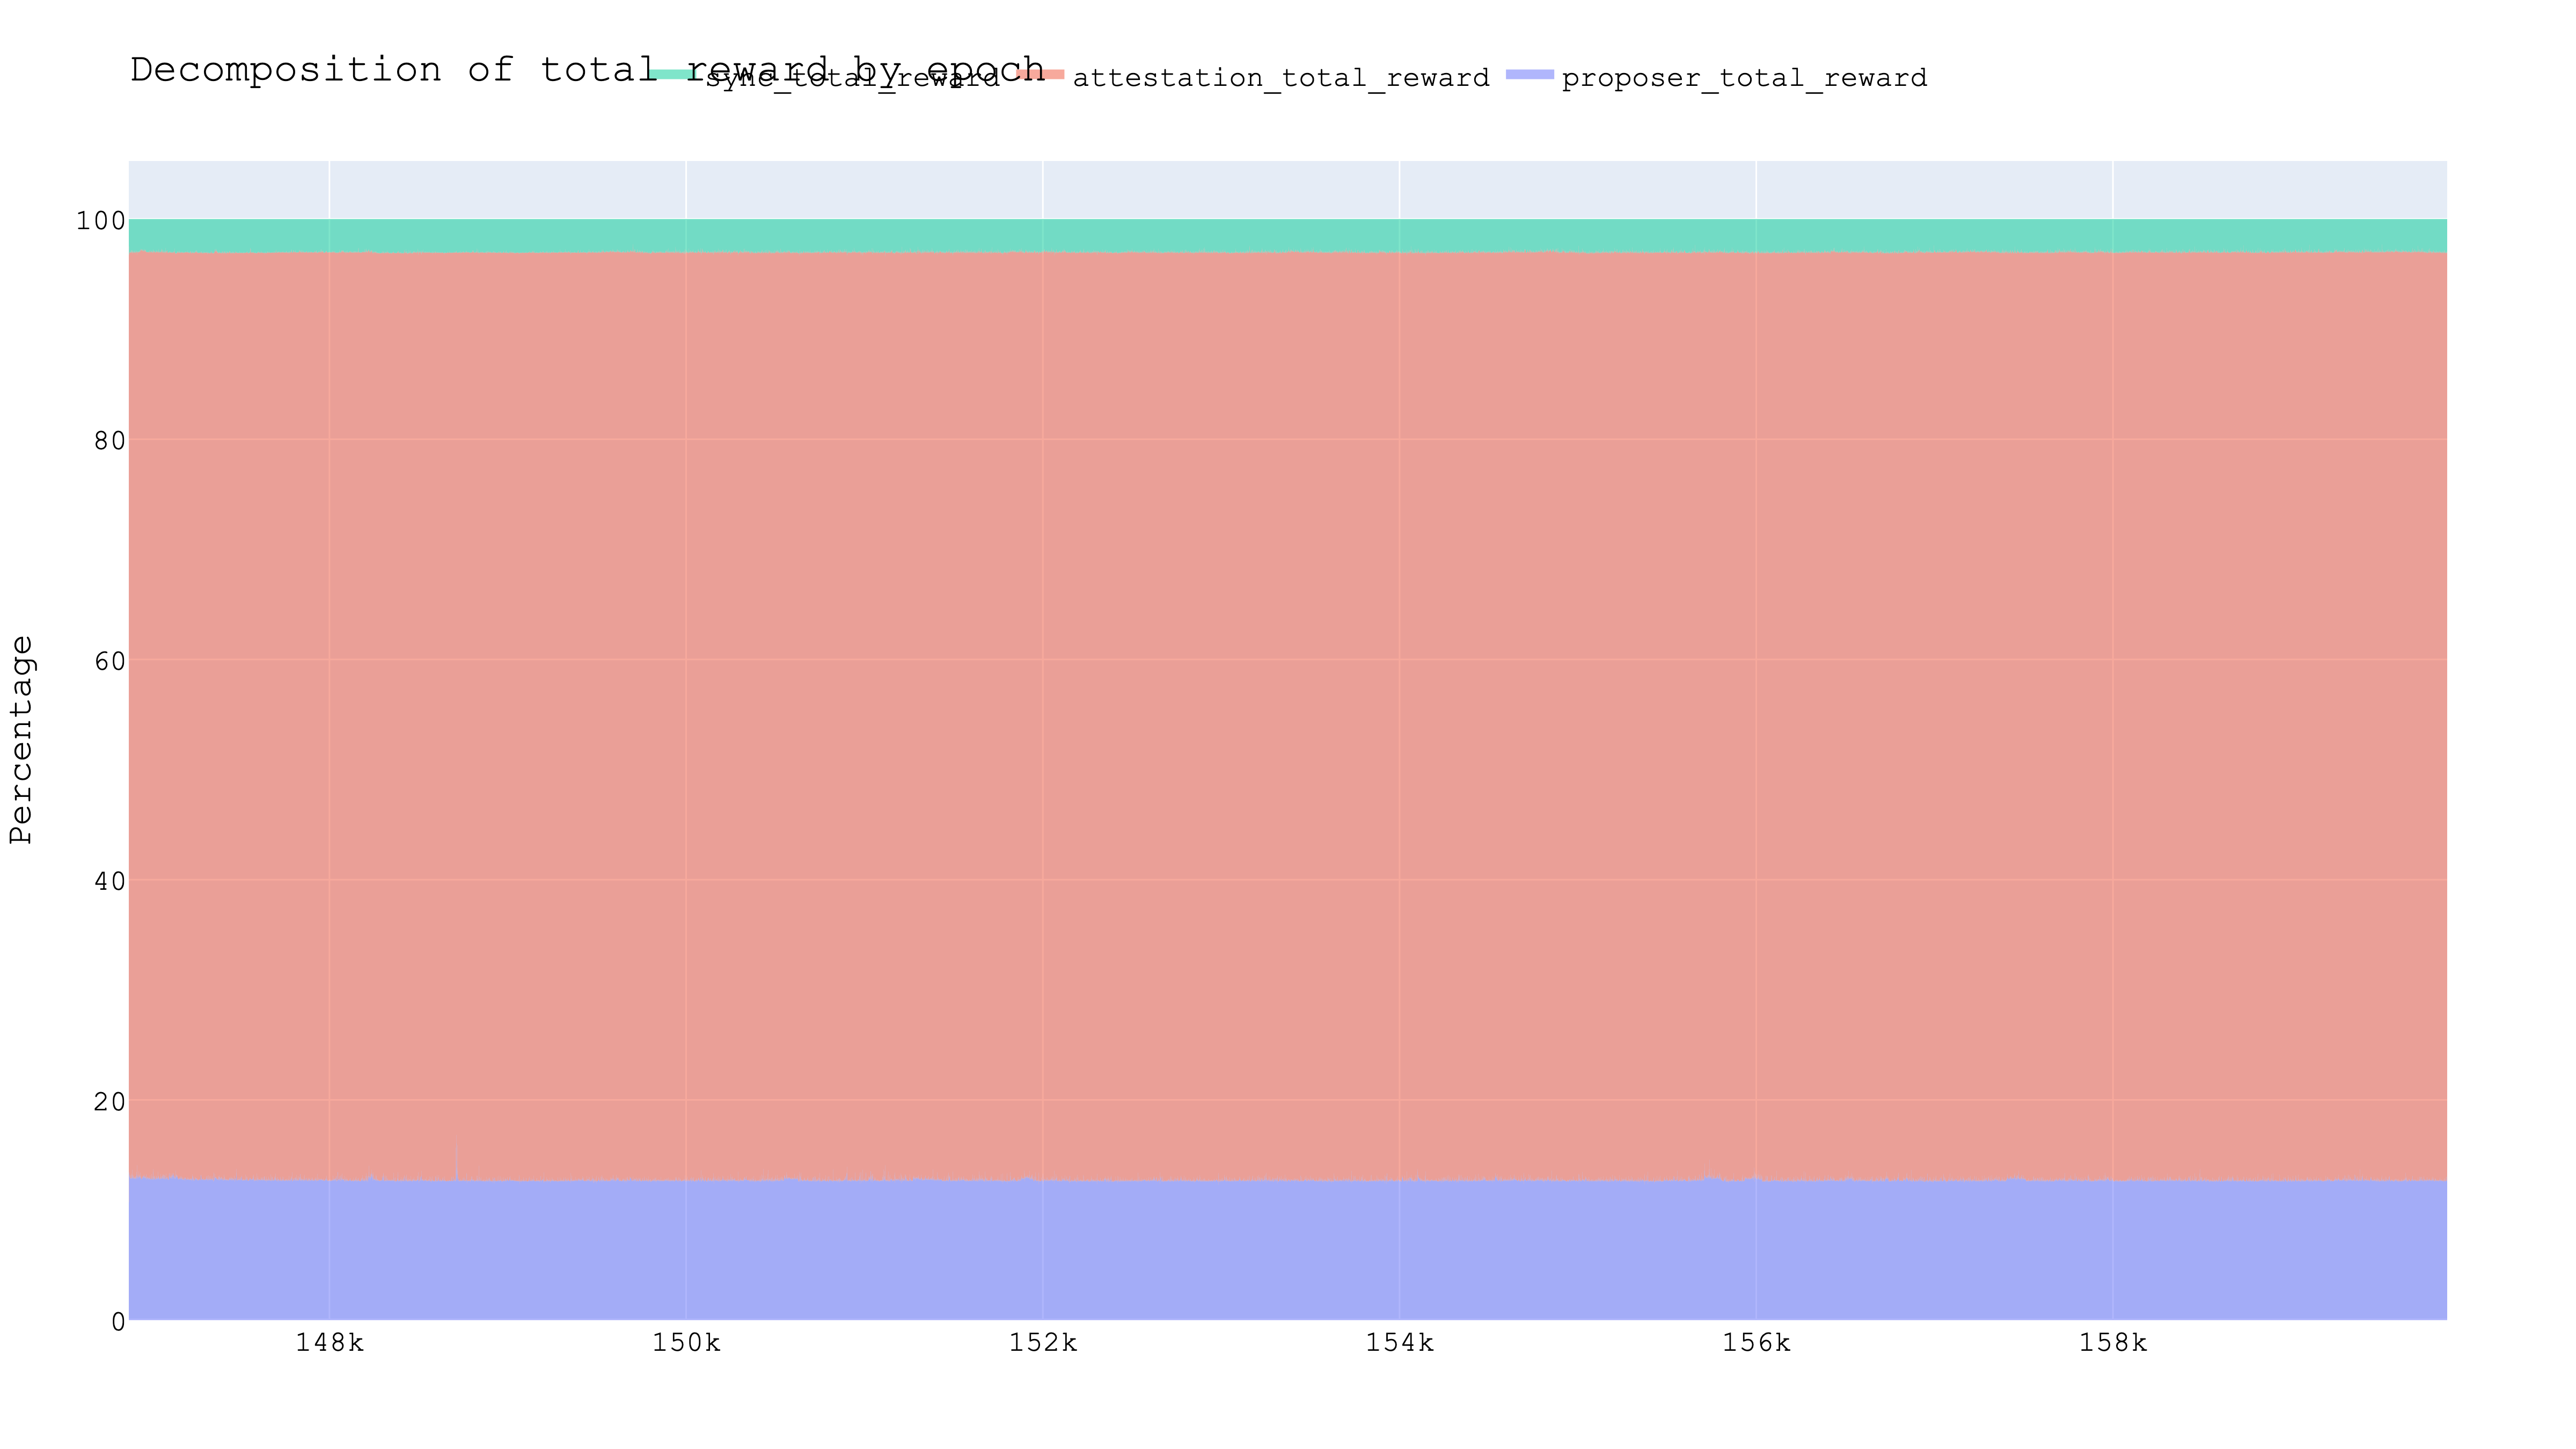 Decomposition of total reward by epoch
sync_total_reward attestation_total_reward proposer_total_reward
Percentage
100
80
60
40
20
0
148k 150k 152k 154k 156k 158k